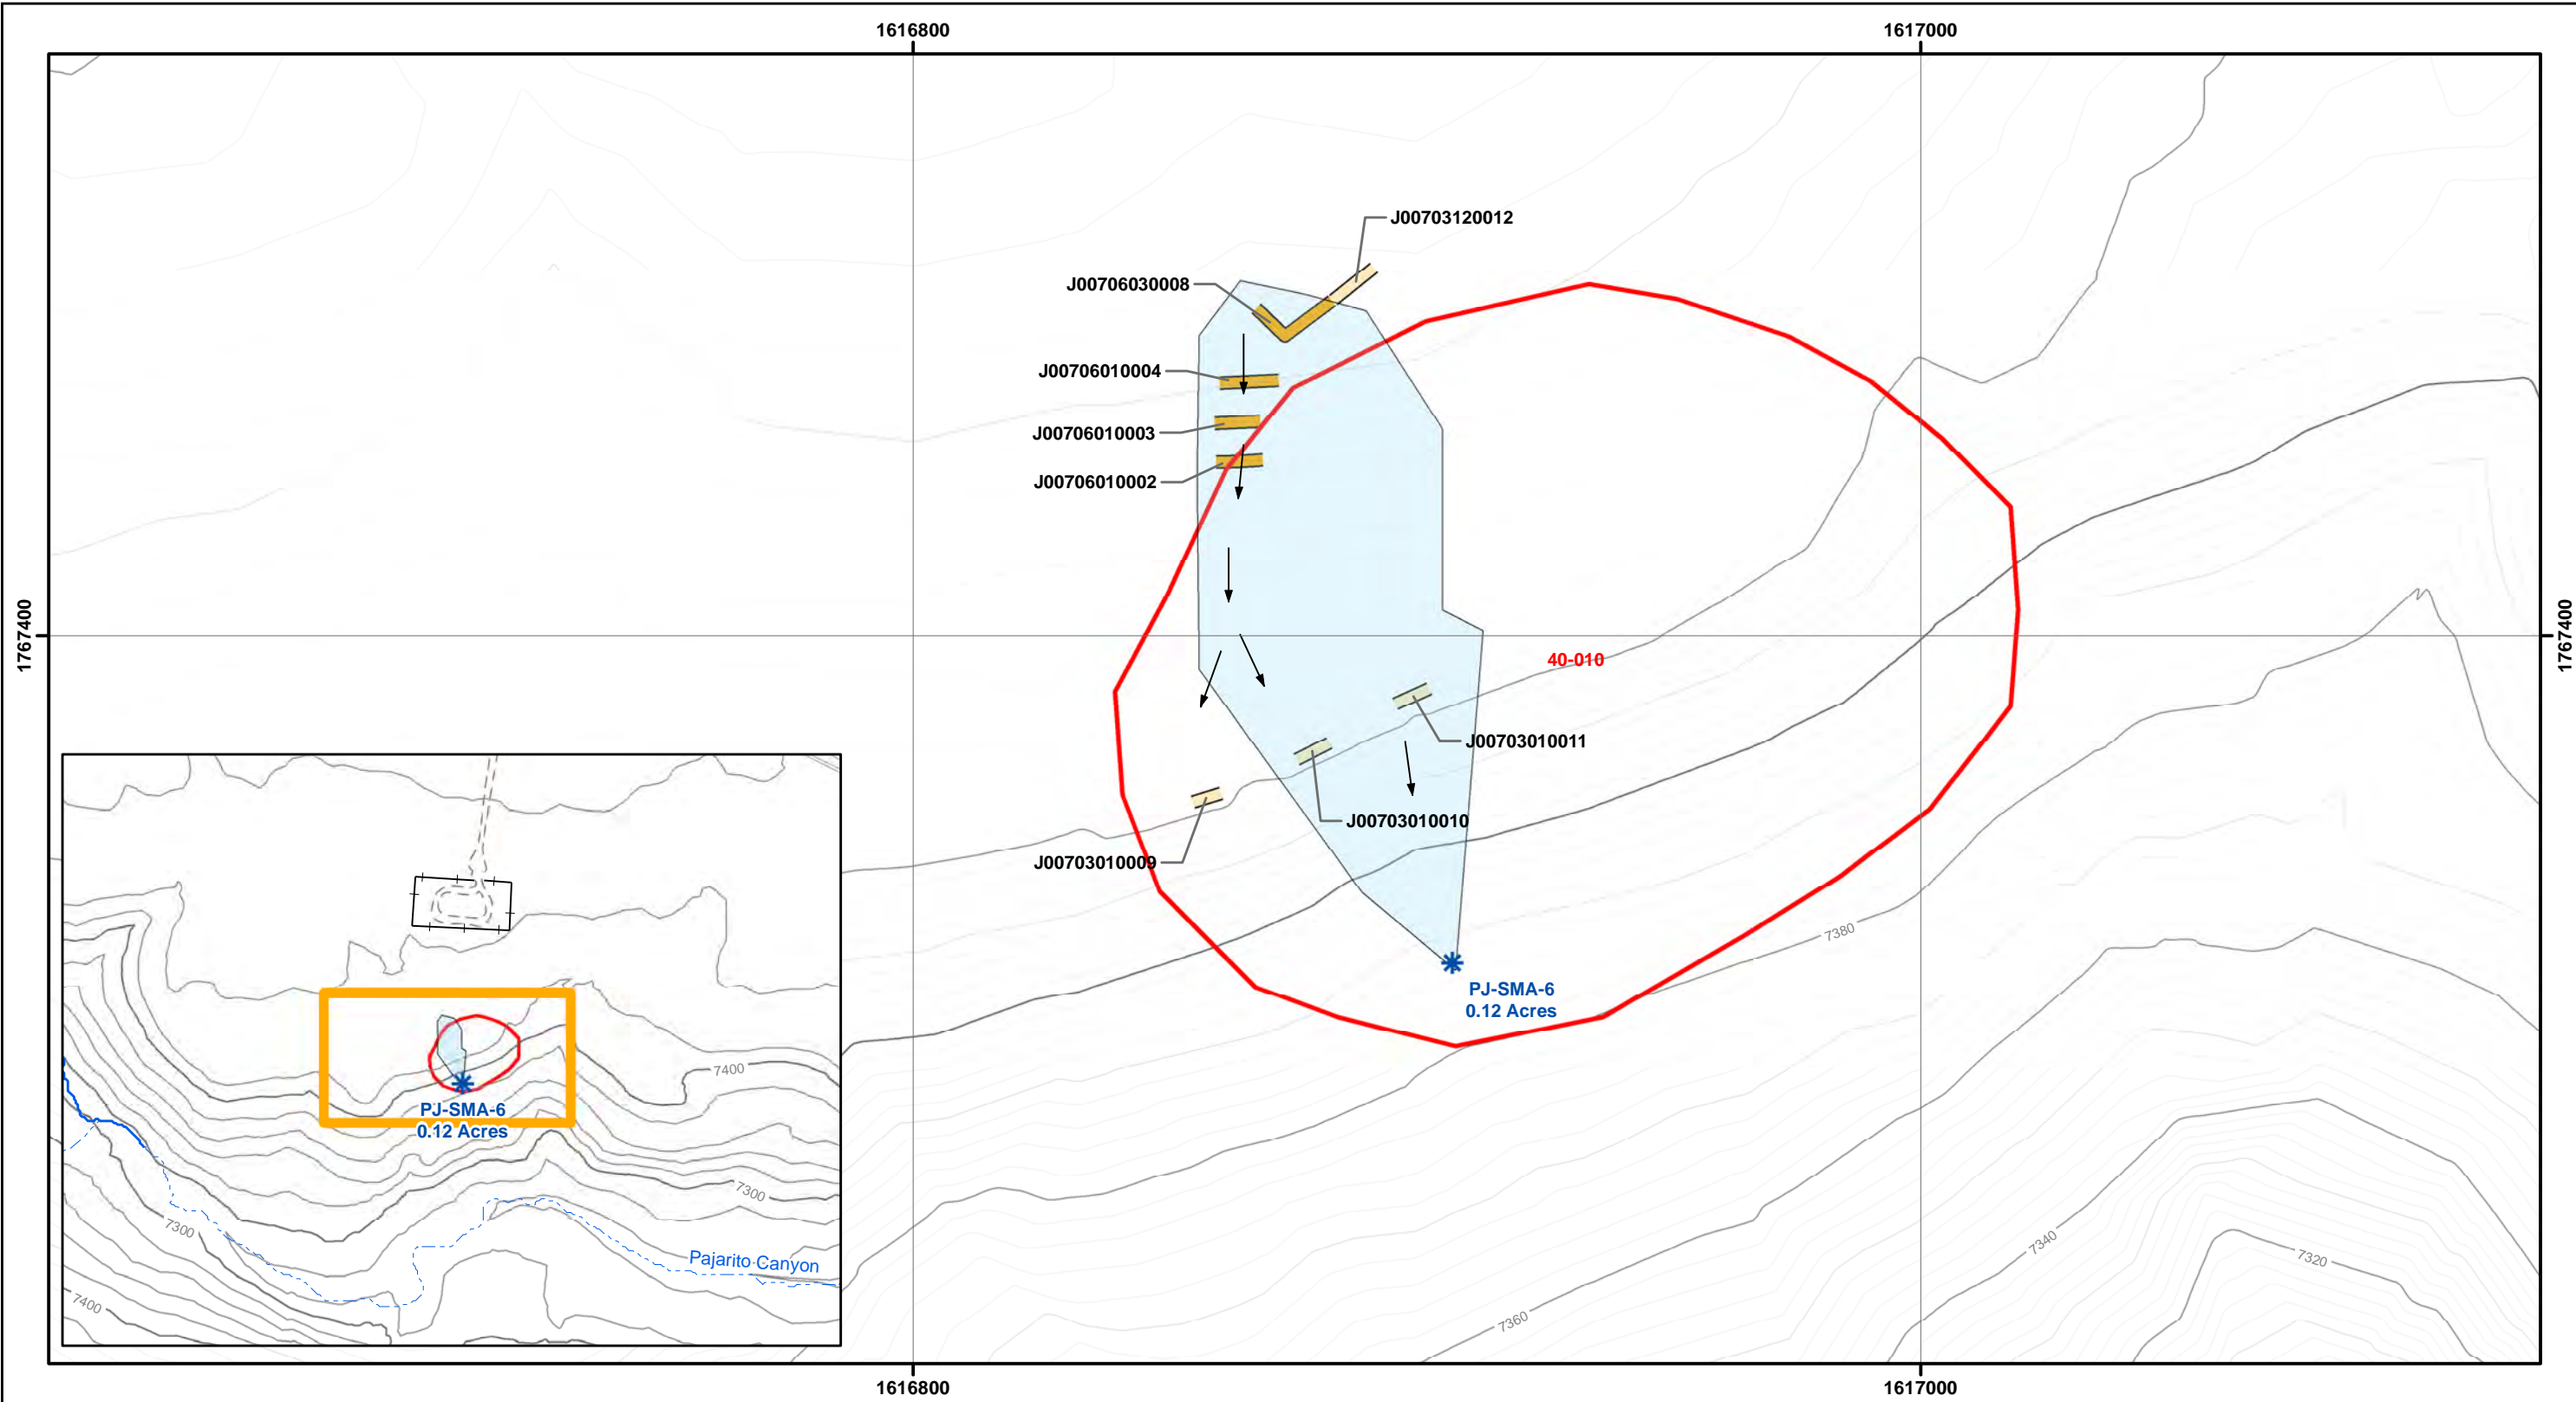 1616800
1617000
J00703120012
J00706030008
J00706010004
J00706010003
J00706010002
1767400
1767400
40-010
J00703010011
J00703010010
J00703010009
7380
PJ-SMA-6
0.12 Acres
7400
PJ-SMA-6
0.12 Acres
7300
7300
Pajarito Canyon
7400
7340
7320
7360
1616800
1617000